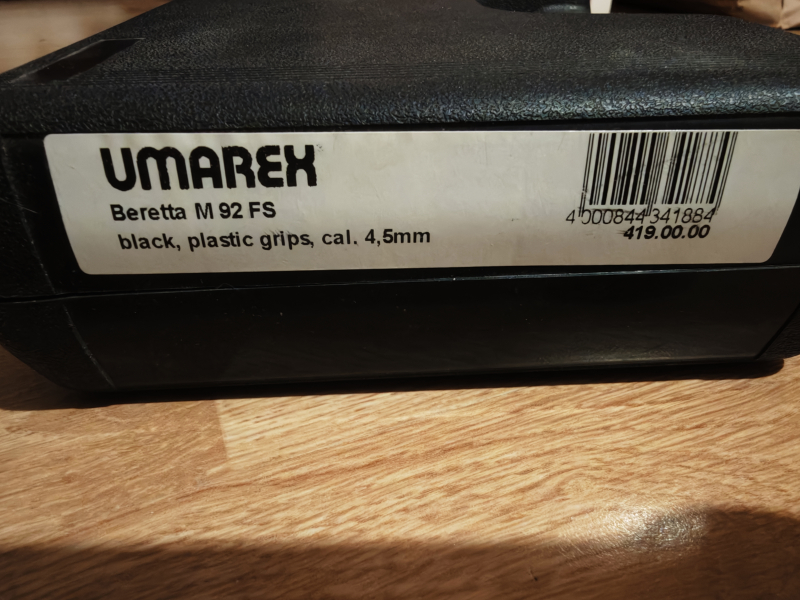 UMAREX
Beretta M 92 FS
black, plastic grips, cal. 4,5mm
4 000844 341884
419.00.00